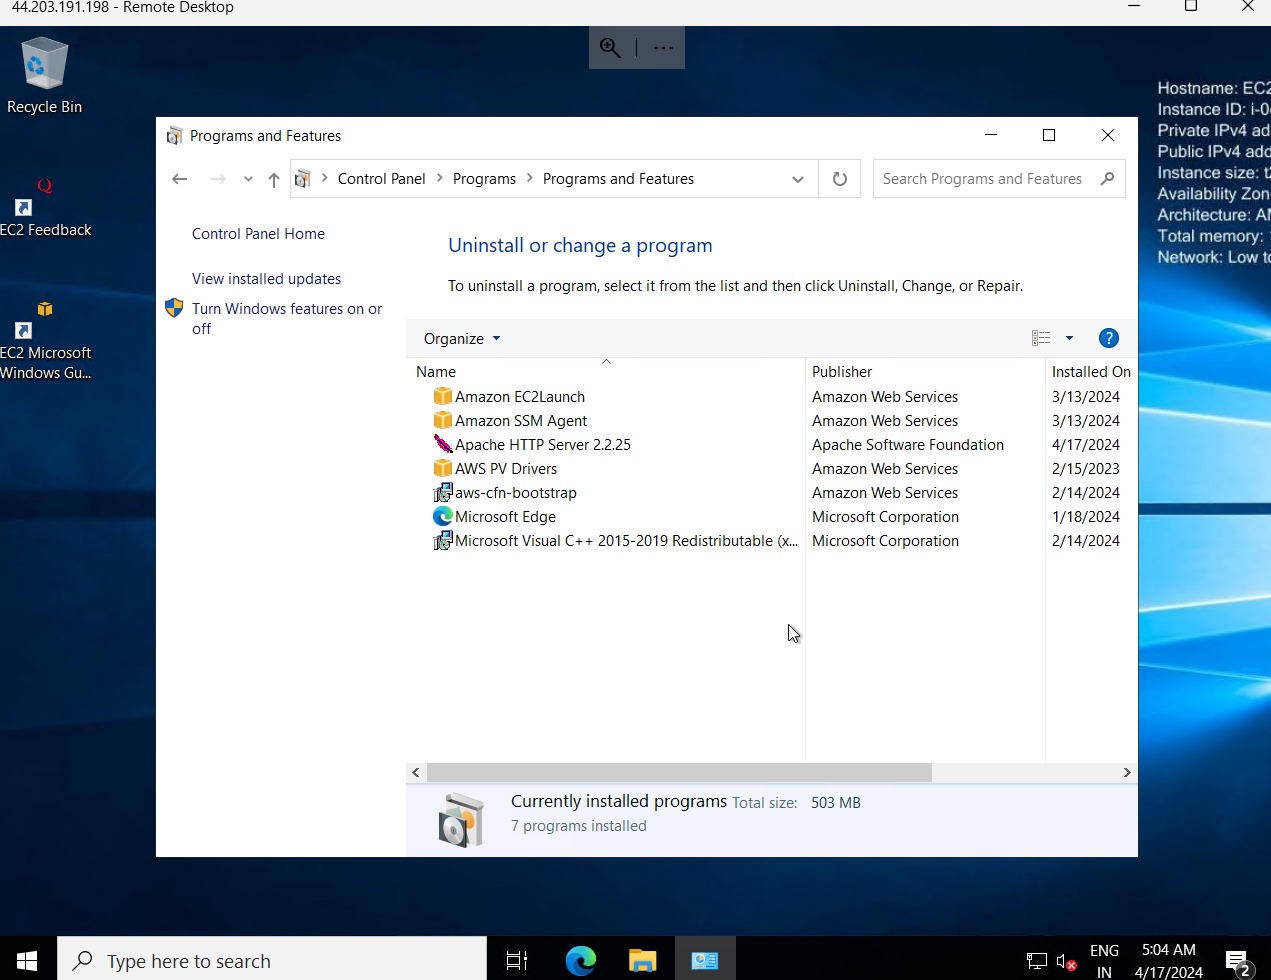 44.203.191.198 - Remote Desktop
Recycle Bin
EC2 Feedback
EC2 Microsoft
Windows Gu...
Hostname: EC2
Instance ID: i-0
Private IPv4 ad
Public IPv4 add
Instance size: t2
Availability Zon
Architecture: AM
Total memory:
Network: Low to
Programs and Features
Control Panel > Programs > Programs and Features
Search Programs and Features
Control Panel Home
View installed updates
Turn Windows features on or
off
Uninstall or change a program
To uninstall a program, select it from the list and then click Uninstall, Change, or Repair.
Organize
Name Publisher Installed On
Amazon EC2Launch Amazon Web Services 3/13/2024
Amazon SSM Agent Amazon Web Services 3/13/2024
Apache HTTP Server 2.2.25 Apache Software Foundation 4/17/2024
AWS PV Drivers Amazon Web Services 2/15/2023
aws-cfn-bootstrap Amazon Web Services 2/14/2024
Microsoft Edge Microsoft Corporation 1/18/2024
Microsoft Visual C++ 2015-2019 Redistributable (x... Microsoft Corporation 2/14/2024
Currently installed programs Total size: 503 MB
7 programs installed
Type here to search
ENG
IN
5:04 AM
4/17/2024
2